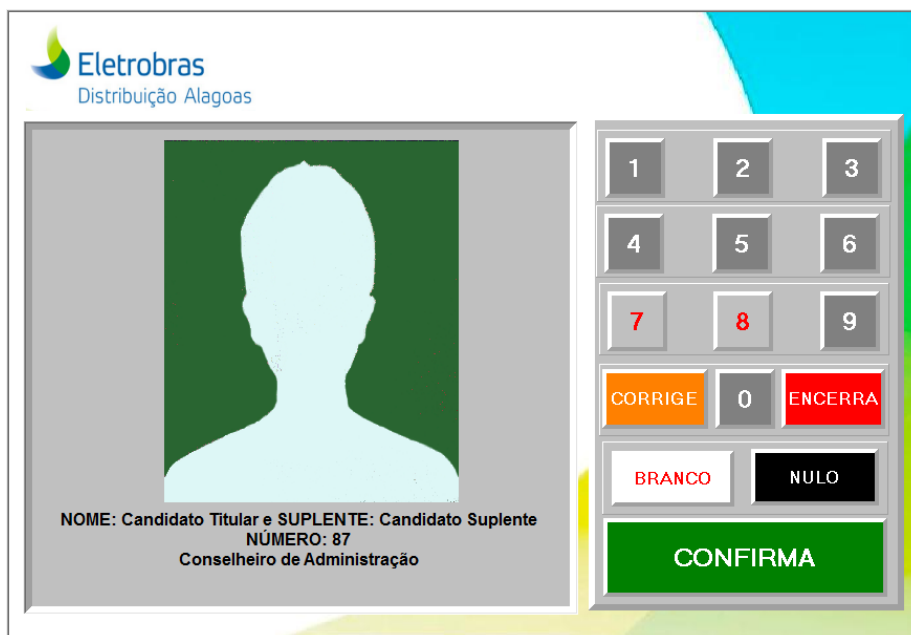 Eletrobras
Distribuição Alagoas
NOME: Candidato Titular e SUPLENTE: Candidato Suplente
NÚMERO: 87
Conselheiro de Administração
1 2 3
4 5 6
7 8 9
CORRIGE 0 ENCERRA
BRANCO NULO
CONFIRMA